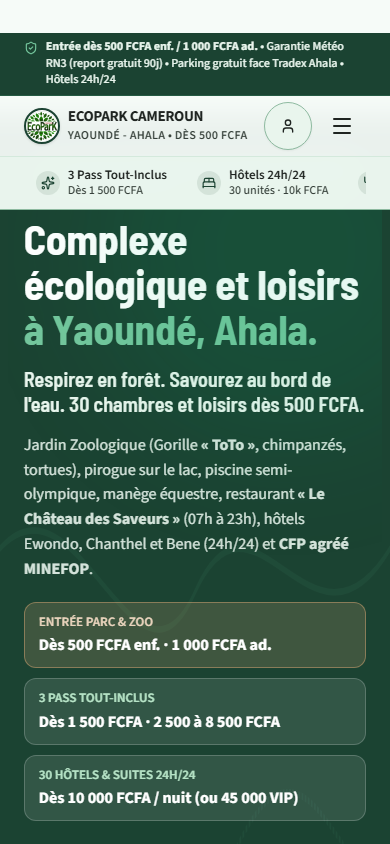 Entrée dès 500 FCFA enf. / 1 000 FCFA ad. • Garantie Météo
RN3 (report gratuit 90j) • Parking gratuit face Tradex Ahala •
Hôtels 24h/24
EcoPark
ECOPARK CAMEROUN
YAOUNDÉ - AHALA • DÈS 500 FCFA
3 Pass Tout-Inclus
Dès 1 500 FCFA
Hôtels 24h/24
30 unités · 10k FCFA
Complexe
écologique et loisirs
à Yaoundé, Ahala.
Respirez en forêt. Savourez au bord de
l'eau. 30 chambres et loisirs dès 500 FCFA.
Jardin Zoologique (Gorille « ToTo », chimpanzés,
tortues), pirogue sur le lac, piscine semi-
olympique, manège équestre, restaurant « Le
Château des Saveurs » (07h à 23h), hôtels
Ewondo, Chanthel et Bene (24h/24) et CFP agréé
MINEFOP.
ENTRÉE PARC & ZOO
Dès 500 FCFA enf. · 1 000 FCFA ad.
3 PASS TOUT-INCLUS
Dès 1 500 FCFA · 2 500 à 8 500 FCFA
30 HÔTELS & SUITES 24H/24
Dès 10 000 FCFA / nuit (ou 45 000 VIP)